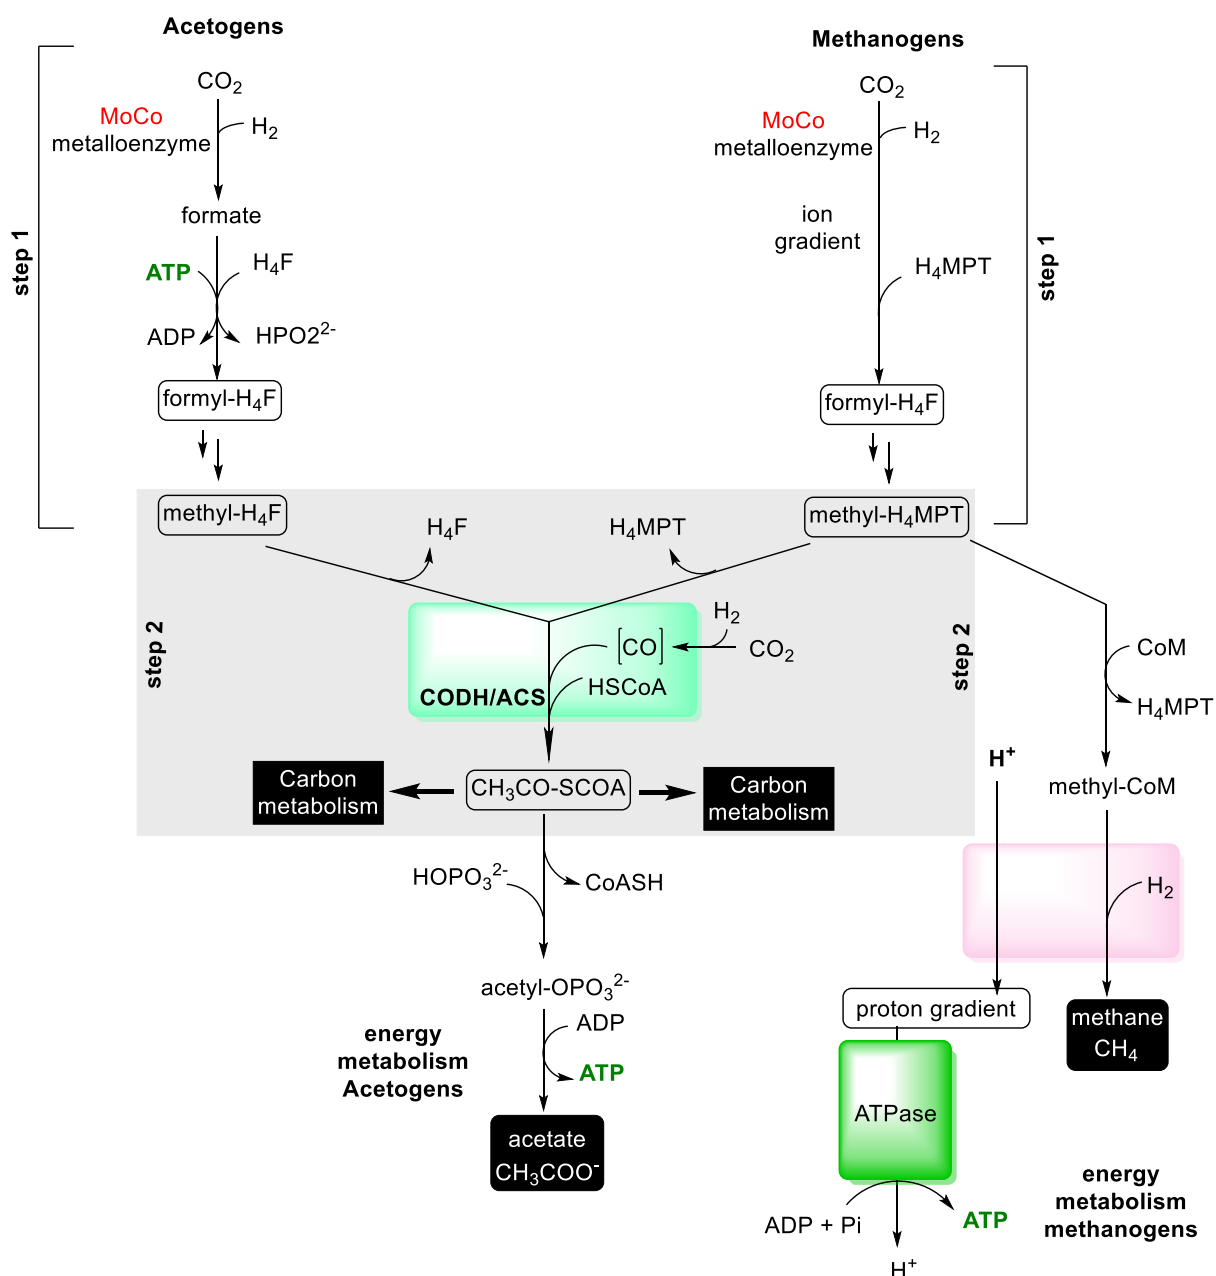 Acetogens
Methanogens
CO₂
CO₂
MoCo
metalloenzyme
H₂
MoCo
metalloenzyme
H₂
formate
ion
gradient
step 1
step 1
ATP
H₄F
H₄MPT
ADP
HPO2²⁻
formyl-H₄F
formyl-H₄F
methyl-H₄F
methyl-H₄MPT
H₄F
H₄MPT
step 2
step 2
H₂
[CO]
CO₂
HSCoA
CODH/ACS
CoM
H₄MPT
Carbon
metabolism
CH₃CO-SCOA
Carbon
metabolism
H⁺
methyl-CoM
HOPO₃²⁻
CoASH
H₂
acetyl-OPO₃²⁻
proton gradient
methane
CH₄
energy
metabolism
Acetogens
ADP
ATP
ATPase
acetate
CH₃COO⁻
ADP + Pi
ATP
energy
metabolism
methanogens
H⁺